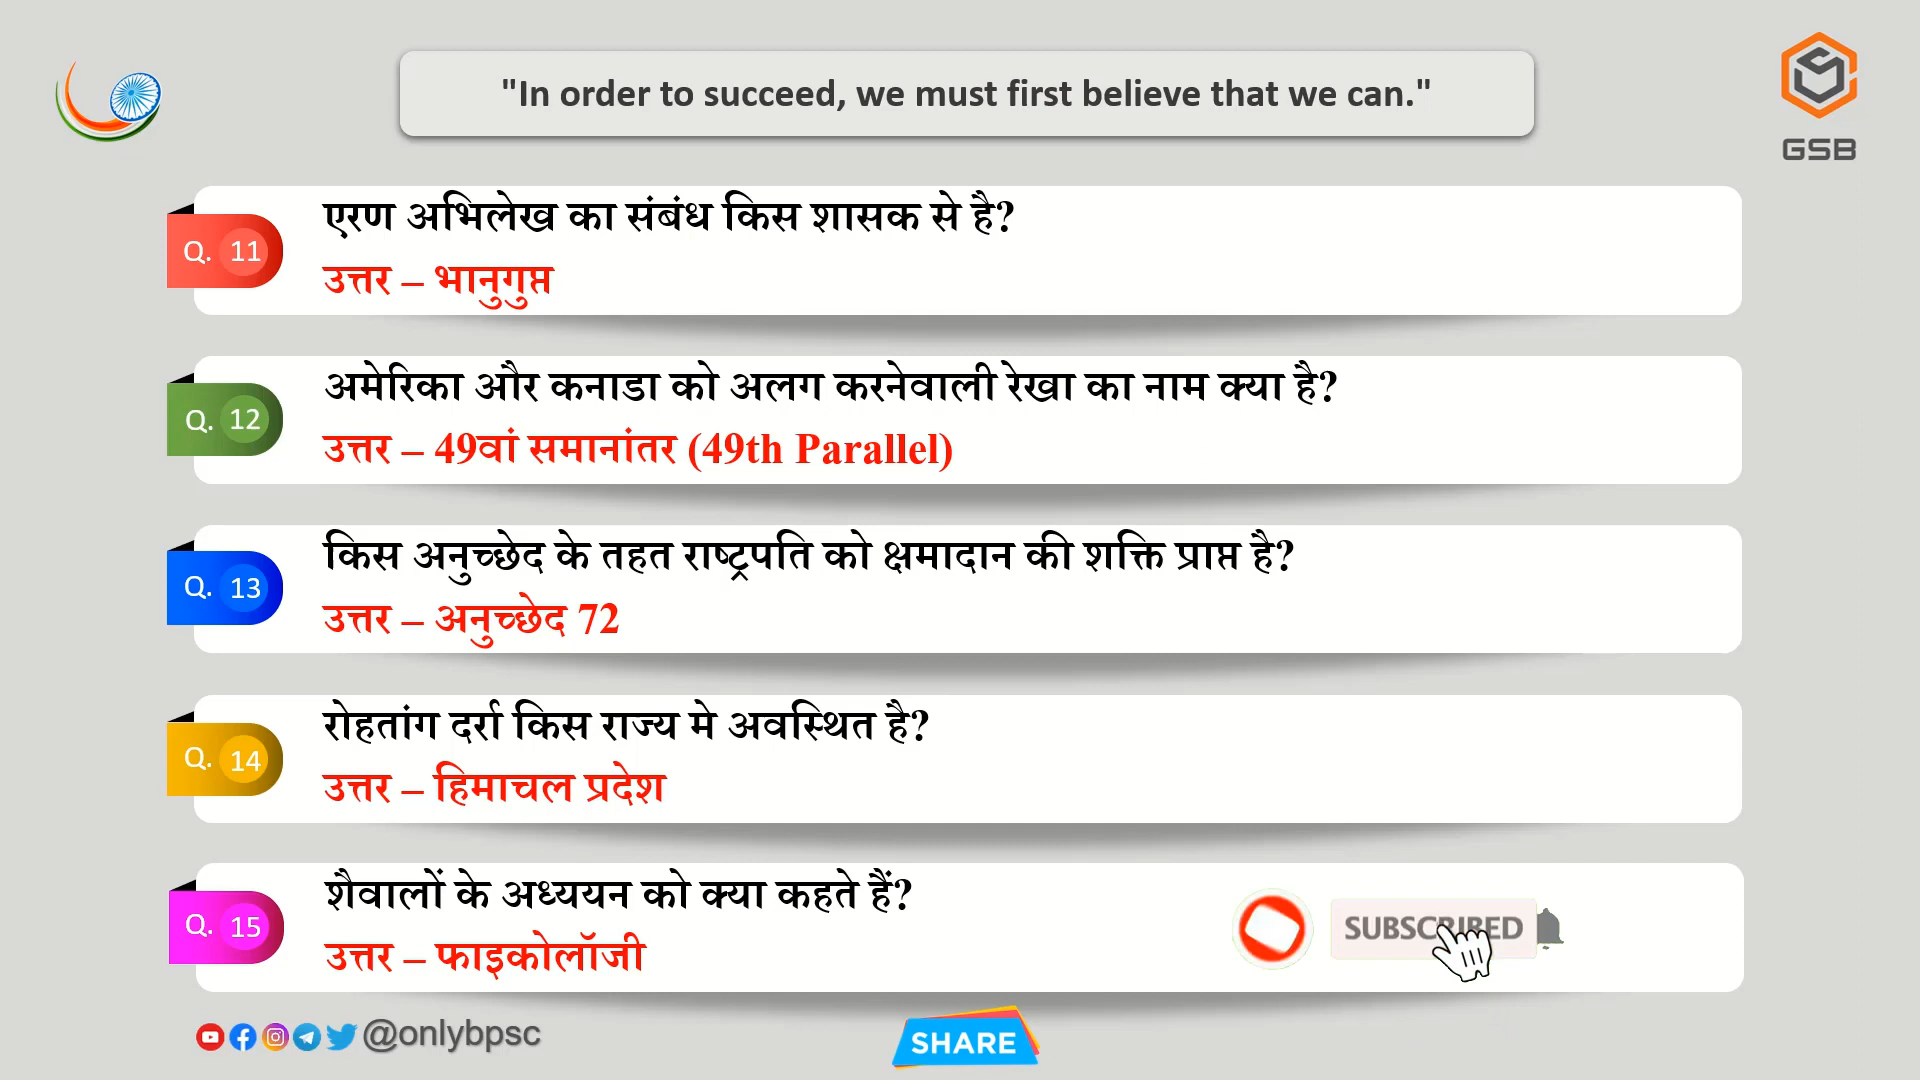 "In order to succeed, we must first believe that we can."
GSB
Q. 11
एरण अभिलेख का संबंध किस शासक से है?
उत्तर – भानुगुप्त
Q. 12
अमेरिका और कनाडा को अलग करनेवाली रेखा का नाम क्या है?
उत्तर – 49वां समानांतर (49th Parallel)
Q. 13
किस अनुच्छेद के तहत राष्ट्रपति को क्षमादान की शक्ति प्राप्त है?
उत्तर – अनुच्छेद 72
Q. 14
रोहतांग दर्रा किस राज्य मे अवस्थित है?
उत्तर – हिमाचल प्रदेश
Q. 15
शैवालों के अध्ययन को क्या कहते हैं?
उत्तर – फाइकोलॉजी
SUBSCRIBED
@onlybpsc
SHARE